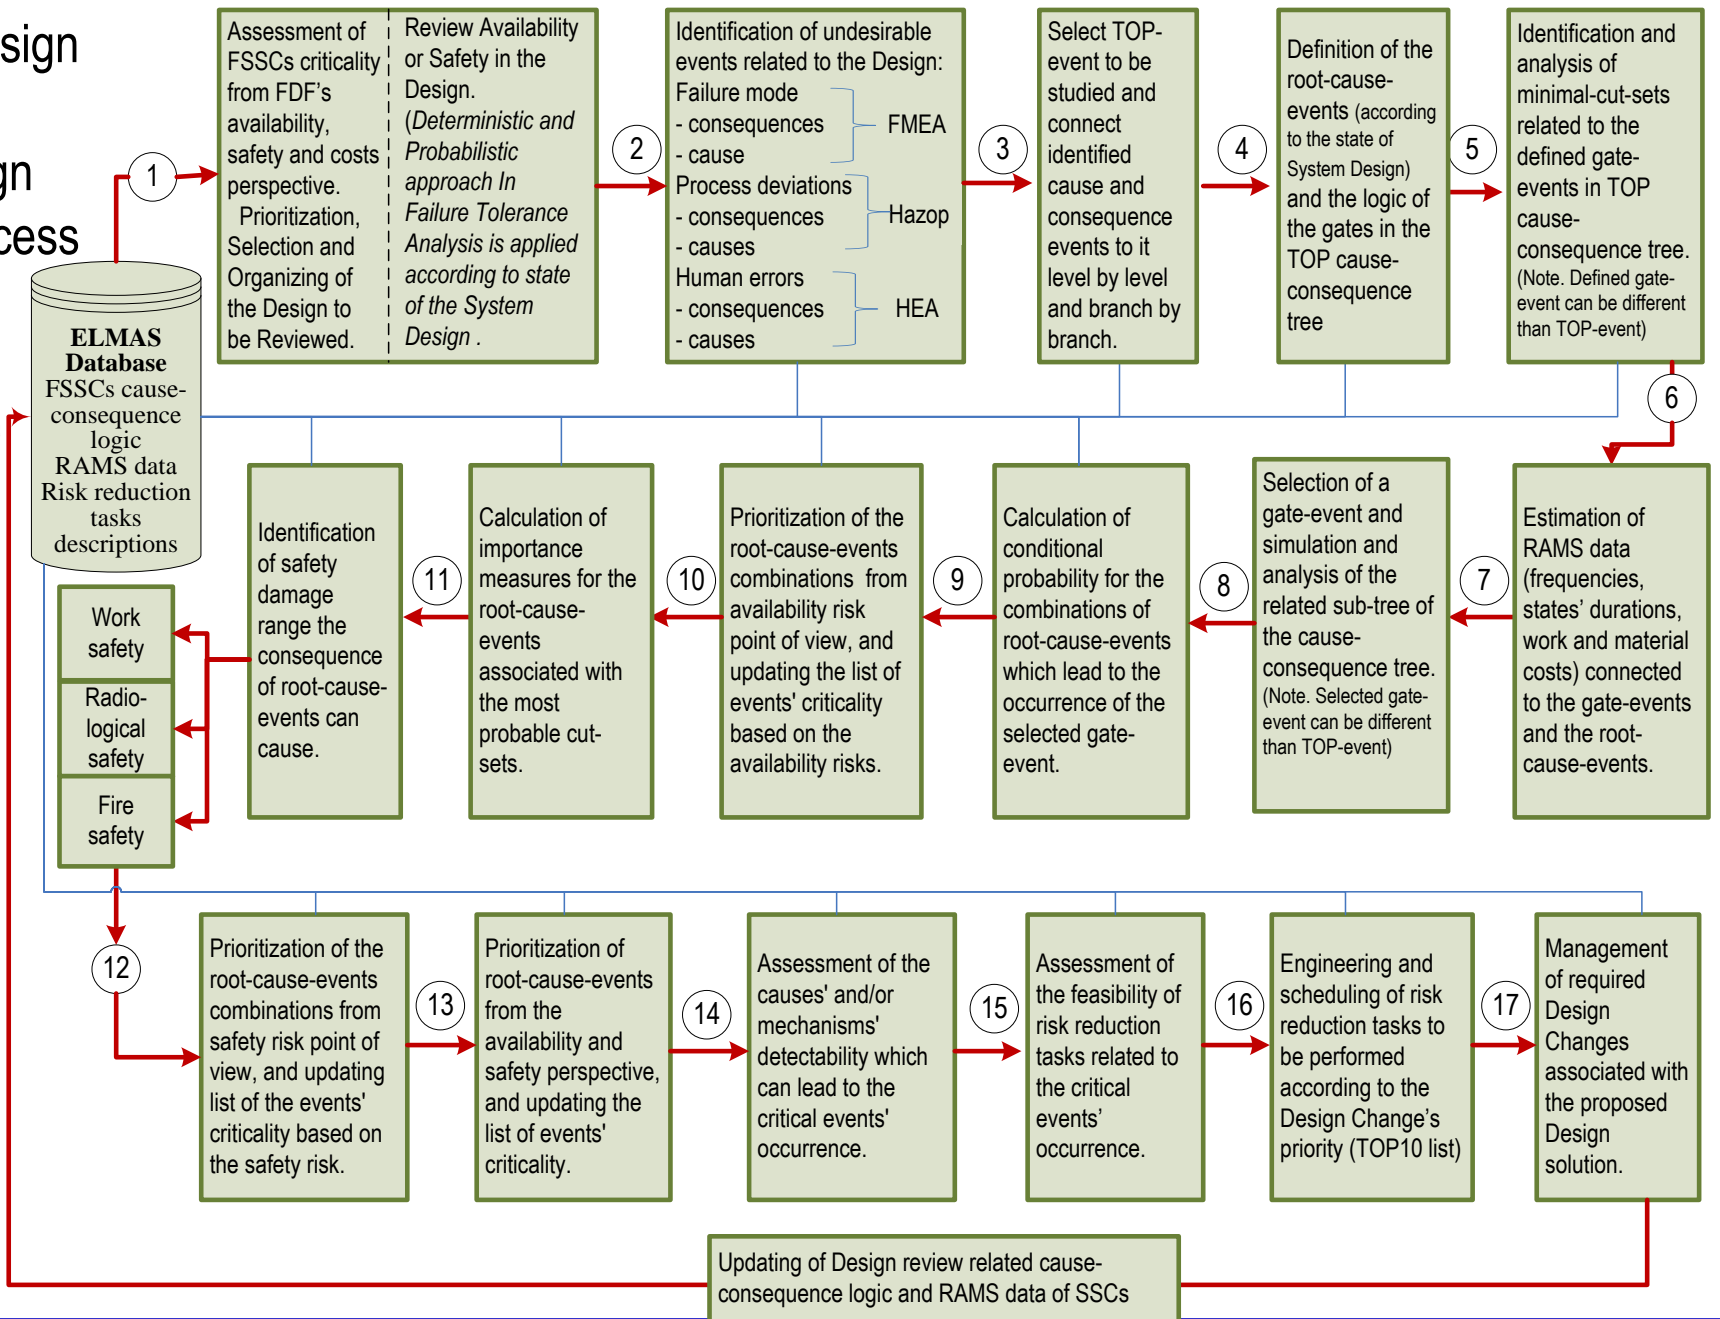 sign
gn
cess
Assessment of
FSSCs criticality
from FDF's
availability,
safety and costs
perspective.
Prioritization,
Selection and
Organizing of
the Design to
be Reviewed.
Review Availability
or Safety in the
Design.
(Deterministic and
Probabilistic
approach In
Failure Tolerance
Analysis is applied
according to state
of the System
Design .
Identification of undesirable
events related to the Design:
Failure mode
- consequences
- cause
FMEA
Process deviations
- consequences
- causes
Hazop
Human errors
- consequences
- causes
HEA
Select TOP-
event to be
studied and
connect
identified
cause and
consequence
events to it
level by level
and branch by
branch.
Definition of the
root-cause-
events (according
to the state of
System Design)
and the logic of
the gates in the
TOP cause-
consequence
tree
Identification and
analysis of
minimal-cut-sets
related to the
defined gate-
events in TOP
cause-
consequence tree.
(Note. Defined gate-
event can be different
than TOP-event)
1
2
3
4
5
6
ELMAS
Database
FSSCs cause-
consequence
logic
RAMS data
Risk reduction
tasks
descriptions
Estimation of
RAMS data
(frequencies,
states' durations,
work and material
costs) connected
to the gate-events
and the root-
cause-events.
7
Selection of a
gate-event and
simulation and
analysis of the
related sub-tree of
the cause-
consequence tree.
(Note. Selected gate-
event can be different
than TOP-event)
8
Calculation of
conditional
probability for the
combinations of
root-cause-events
which lead to the
occurrence of the
selected gate-
event.
9
Prioritization of the
root-cause-events
combinations from
availability risk
point of view, and
updating the list of
events' criticality
based on the
availability risks.
10
Calculation of
importance
measures for the
root-cause-
events
associated with
the most
probable cut-
sets.
11
Identification
of safety
damage
range the
consequence
of root-cause-
events can
cause.
Work
safety
Radio-
logical
safety
Fire
safety
12
Prioritization of the
root-cause-events
combinations from
safety risk point of
view, and updating
list of the events'
criticality based on
the safety risk.
13
Prioritization of
root-cause-events
from the
availability and
safety perspective,
and updating the
list of events'
criticality.
14
Assessment of the
causes' and/or
mechanisms'
detectability which
can lead to the
critical events'
occurrence.
15
Assessment of
the feasibility of
risk reduction
tasks related to
the critical
events'
occurrence.
16
Engineering and
scheduling of risk
reduction tasks to
be performed
according to the
Design Change's
priority (TOP10 list)
17
Management
of required
Design
Changes
associated with
the proposed
Design
solution.
Updating of Design review related cause-
consequence logic and RAMS data of SSCs